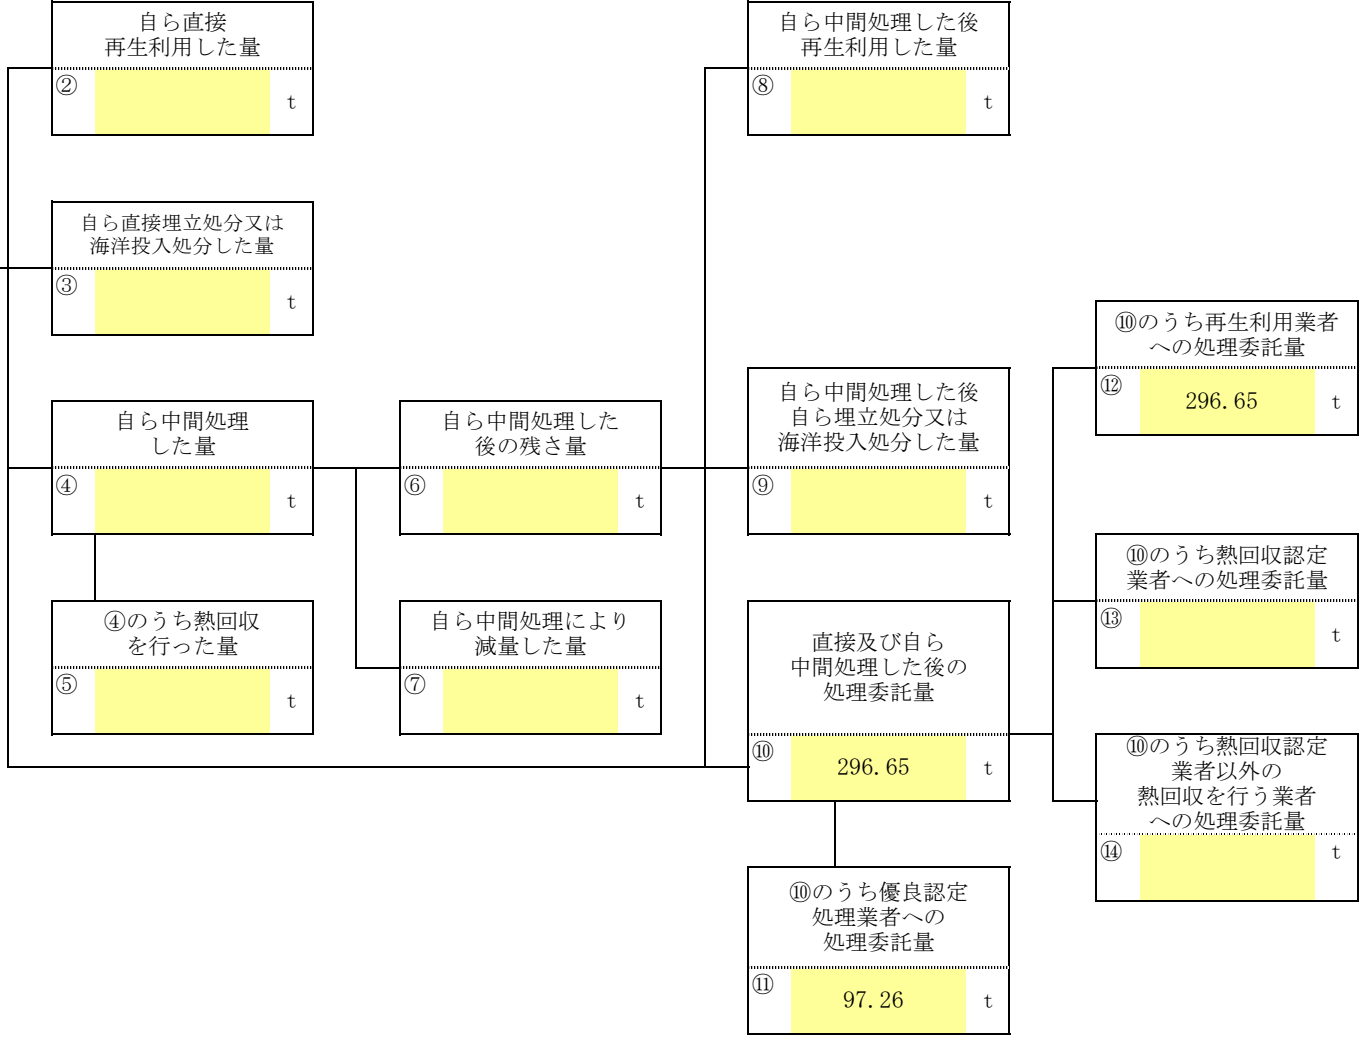 自ら直接
再生利用した量
②
t
自ら直接埋立処分又は
海洋投入処分した量
③
t
自ら中間処理
した量
④
t
④のうち熱回収
を行った量
⑤
t
自ら中間処理した
後の残さ量
⑥
t
自ら中間処理により
減量した量
⑦
t
自ら中間処理した後
再生利用した量
⑧
t
自ら中間処理した後
自ら埋立処分又は
海洋投入処分した量
⑨
t
直接及び自ら
中間処理した後の
処理委託量
⑩ 296.65 t
⑩のうち優良認定
処理業者への
処理委託量
⑪ 97.26 t
⑩のうち再生利用業者
への処理委託量
⑫ 296.65 t
⑩のうち熱回収認定
業者への処理委託量
⑬
t
⑩のうち熱回収認定
業者以外の
熱回収を行う業者
への処理委託量
⑭
t